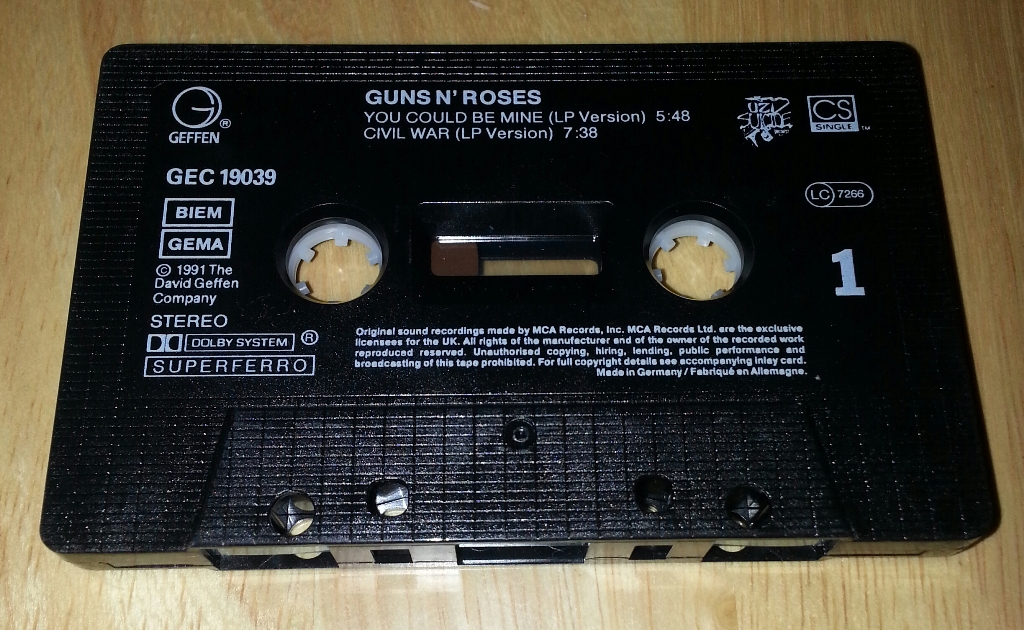 GUNS N' ROSES
YOU COULD BE MINE (LP Version) 5:48
CIVIL WAR (LP Version) 7:38
GEFFEN ®
UZI
SUICIDE
CS
SINGLE ™
GEC 19039
LC 7266
BIEM
GEMA
© 1991 The
David Geffen
Company
1
STEREO
DOLBY SYSTEM ®
SUPERFERRO
Original sound recordings made by MCA Records, Inc. MCA Records Ltd. are the exclusive
licensees for the UK. All rights of the manufacturer and of the owner of the recorded work
reproduced reserved. Unauthorised copying, hiring, lending, public performance and
broadcasting of this tape prohibited. For full copyright details see accompanying inlay card.
Made in Germany / Fabriqué en Allemagne.